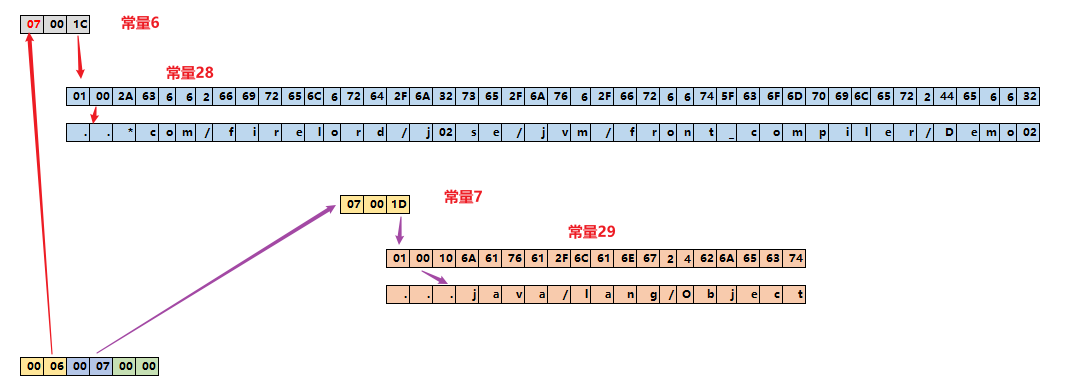 07 00 1C 常量6
常量28
01 00 2A 63 6 6 2 66 69 72 65 6C 6 72 64 2F 6A 32 73 65 2F 6A 76 6 2F 66 72 6 6 74 5F 63 6F 6D 70 69 6C 65 72 2 44 65 6 6 32
. . * c o m / f i r e l o r d / j 02 s e / j v m / f r o n t _ c o m p i l e r / D e m o 02
07 00 1D 常量7
常量29
01 00 10 6A 61 76 61 2F 6C 61 6E 67 2 4 62 6A 65 63 74
. . . j a v a / l a n g / O b j e c t
00 06 00 07 00 00